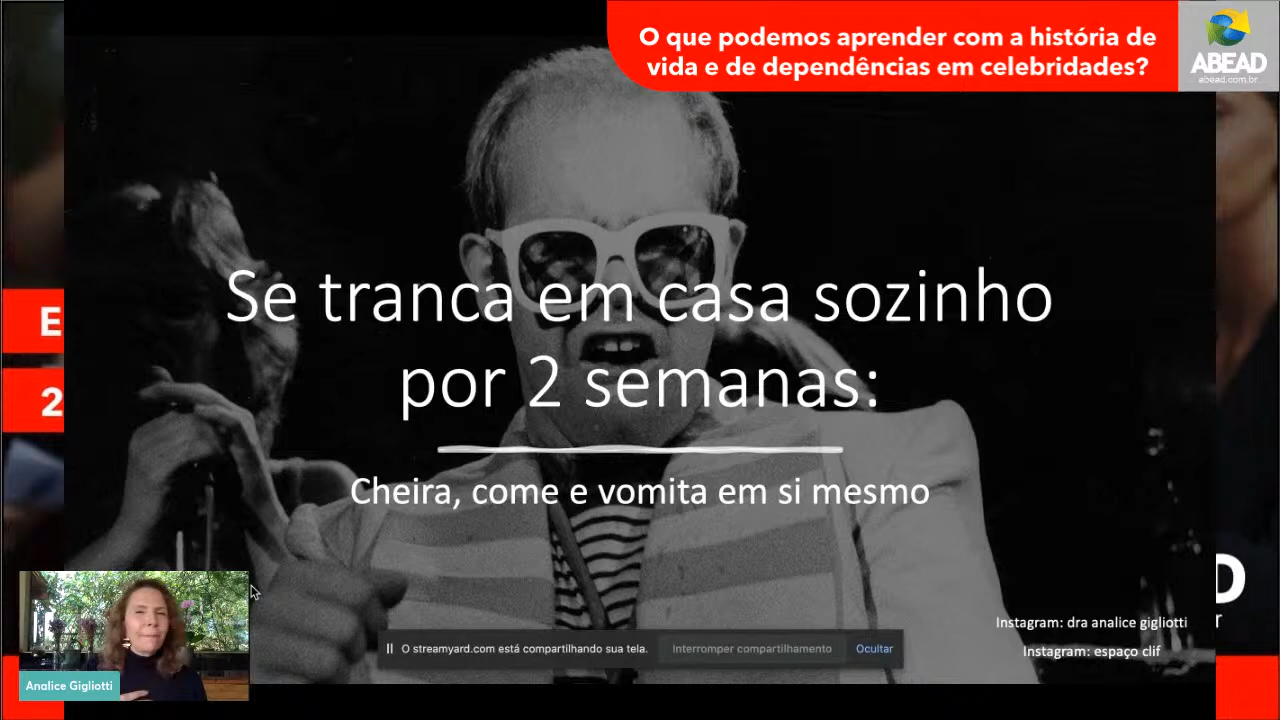 O que podemos aprender com a história de
vida e de dependências em celebridades?
ABEAD
abead.com.br
E
2
Se tranca em casa sozinho
por 2 semanas:
Cheira, come e vomita em si mesmo
D
r
Instagram: dra analice gigliotti
Instagram: espaço clif
O streamyard.com está compartilhando sua tela.
Interromper compartilhamento
Ocultar
Analice Gigliotti